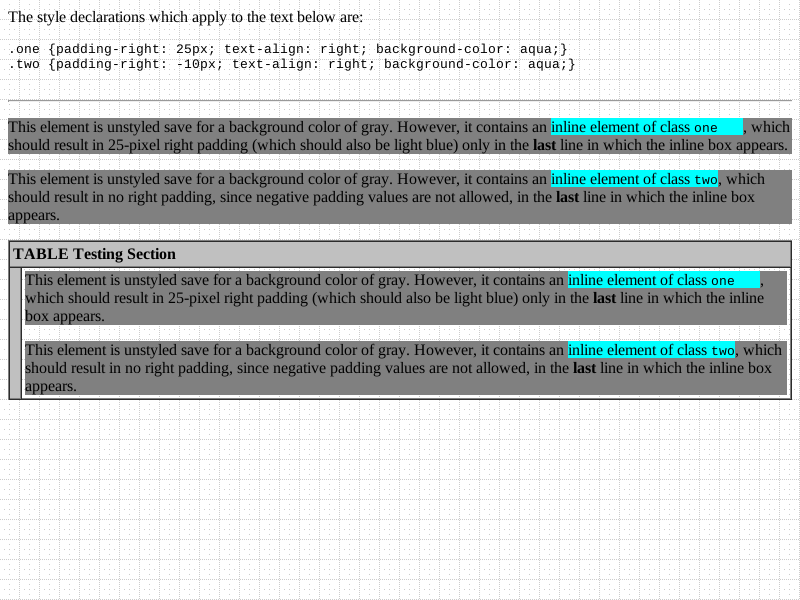 The style declarations which apply to the text below are:
.one {padding-right: 25px; text-align: right; background-color: aqua;}
.two {padding-right: -10px; text-align: right; background-color: aqua;}
This element is unstyled save for a background color of gray. However, it contains an inline element of class one, which
should result in 25-pixel right padding (which should also be light blue) only in the last line in which the inline box appears.
This element is unstyled save for a background color of gray. However, it contains an inline element of class two, which
should result in no right padding, since negative padding values are not allowed, in the last line in which the inline box
appears.
TABLE Testing Section
This element is unstyled save for a background color of gray. However, it contains an inline element of class one,
which should result in 25-pixel right padding (which should also be light blue) only in the last line in which the inline
box appears.
This element is unstyled save for a background color of gray. However, it contains an inline element of class two, which
should result in no right padding, since negative padding values are not allowed, in the last line in which the inline box
appears.